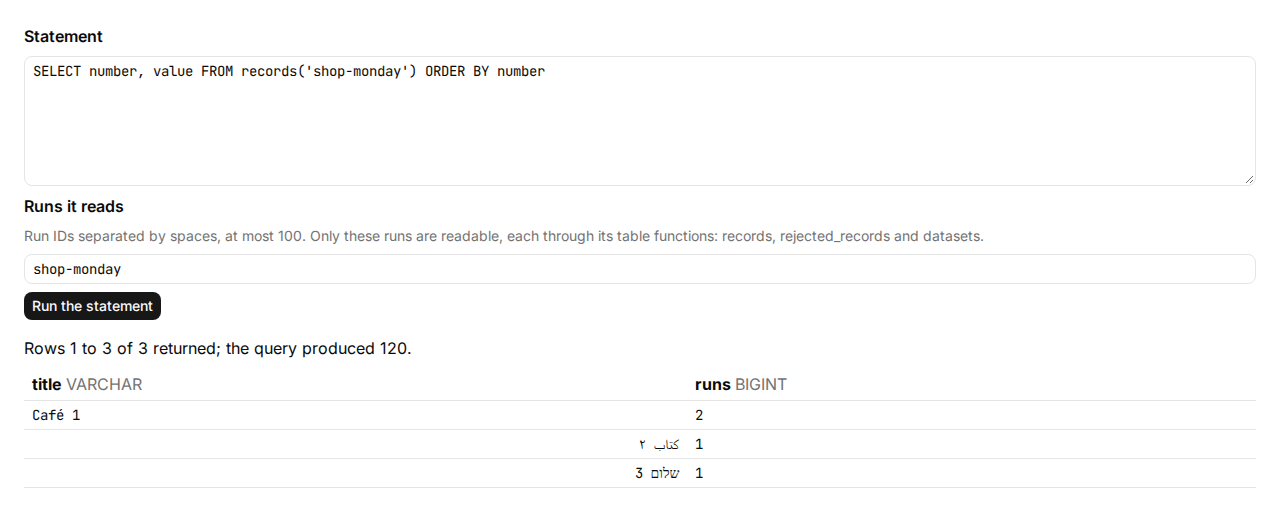 Statement
SELECT number, value FROM records('shop-monday') ORDER BY number
Runs it reads
Run IDs separated by spaces, at most 100. Only these runs are readable, each through its table functions: records, rejected_records and datasets.
shop-monday
Run the statement
Rows 1 to 3 of 3 returned; the query produced 120.
title VARCHAR runs BIGINT
Café 1 2
كتاب ٢ 1
שלום 3 1